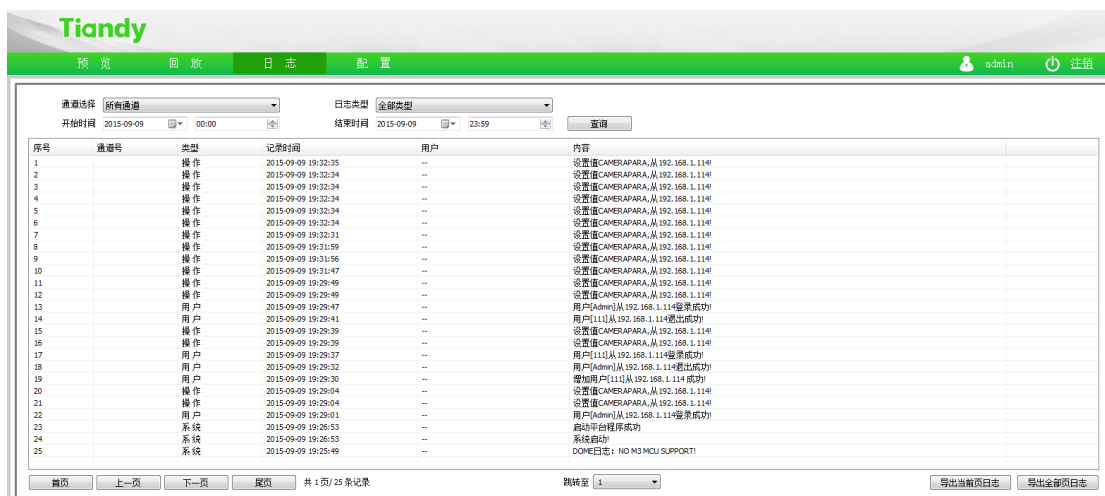 Tiandy
预 览 回 放 日 志 配 置 admin 注销
通道选择 所有通道 日志类型 全部类型
开始时间 2015-09-09 00:00 结束时间 2015-09-09 23:59 查询
序号 通道号 类型 记录时间 用户 内容
1 操作 2015-09-09 19:32:35 -- 设置值CAMERAPARA,从192.168.1.114!
2 操作 2015-09-09 19:32:34 -- 设置值CAMERAPARA,从192.168.1.114!
3 操作 2015-09-09 19:32:34 -- 设置值CAMERAPARA,从192.168.1.114!
4 操作 2015-09-09 19:32:34 -- 设置值CAMERAPARA,从192.168.1.114!
5 操作 2015-09-09 19:32:34 -- 设置值CAMERAPARA,从192.168.1.114!
6 操作 2015-09-09 19:32:34 -- 设置值CAMERAPARA,从192.168.1.114!
7 操作 2015-09-09 19:32:31 -- 设置值CAMERAPARA,从192.168.1.114!
8 操作 2015-09-09 19:31:59 -- 设置值CAMERAPARA,从192.168.1.114!
9 操作 2015-09-09 19:31:56 -- 设置值CAMERAPARA,从192.168.1.114!
10 操作 2015-09-09 19:31:47 -- 设置值CAMERAPARA,从192.168.1.114!
11 操作 2015-09-09 19:29:49 -- 设置值CAMERAPARA,从192.168.1.114!
12 操作 2015-09-09 19:29:49 -- 设置值CAMERAPARA,从192.168.1.114!
13 用户 2015-09-09 19:29:47 -- 用户[Admin]从192.168.1.114登录成功!
14 用户 2015-09-09 19:29:41 -- 用户[111]从192.168.1.114退出成功!
15 操作 2015-09-09 19:29:39 -- 设置值CAMERAPARA,从192.168.1.114!
16 操作 2015-09-09 19:29:39 -- 设置值CAMERAPARA,从192.168.1.114!
17 用户 2015-09-09 19:29:37 -- 用户[111]从192.168.1.114登录成功!
18 用户 2015-09-09 19:29:32 -- 用户[Admin]从192.168.1.114退出成功!
19 用户 2015-09-09 19:29:30 -- 增加用户[111]从192.168.1.114 成功!
20 操作 2015-09-09 19:29:04 -- 设置值CAMERAPARA,从192.168.1.114!
21 操作 2015-09-09 19:29:04 -- 设置值CAMERAPARA,从192.168.1.114!
22 用户 2015-09-09 19:29:01 -- 用户[Admin]从192.168.1.114登录成功!
23 系统 2015-09-09 19:26:53 -- 启动平台程序成功
24 系统 2015-09-09 19:26:53 -- 系统启动!
25 系统 2015-09-09 19:25:49 -- DOME日志：NO M3 MCU SUPPORT!
首页 上一页 下一页 尾页 共 1页/ 25 条记录 跳转至 1 导出当前页日志 导出全部页日志